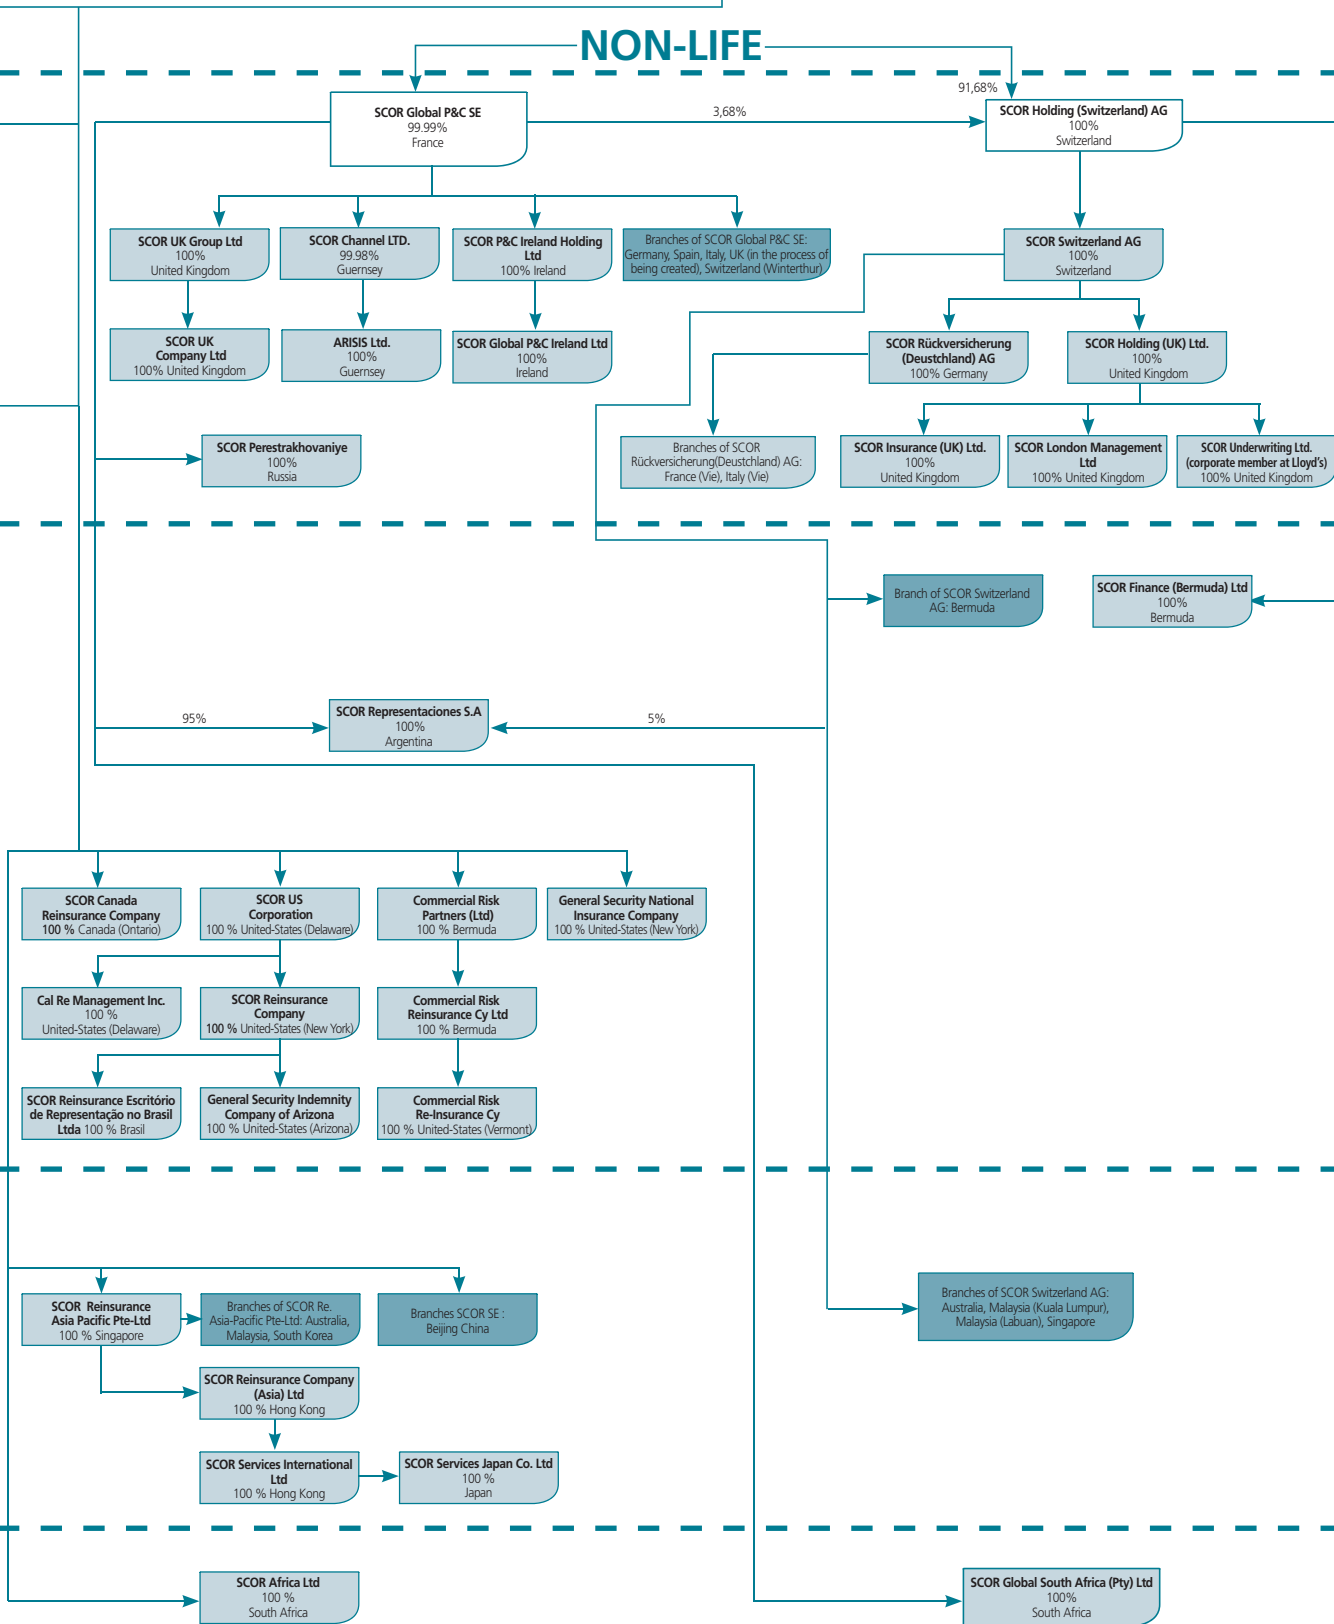 NON-LIFE
91,68%
SCOR Global P&C SE
99.99%
France
3,68%
SCOR Holding (Switzerland) AG
100%
Switzerland
SCOR UK Group Ltd
100%
United Kingdom
SCOR Channel LTD.
99.98%
Guernsey
SCOR P&C Ireland Holding
Ltd
100% Ireland
Branches of SCOR Global P&C SE:
Germany, Spain, Italy, UK (in the process of
being created), Switzerland (Winterthur)
SCOR Switzerland AG
100%
Switzerland
SCOR UK
Company Ltd
100% United Kingdom
ARISIS Ltd.
100%
Guernsey
SCOR Global P&C Ireland Ltd
100%
Ireland
SCOR Rückversicherung
(Deustchland) AG
100% Germany
SCOR Holding (UK) Ltd.
100%
United Kingdom
SCOR Perestrakhovaniye
100%
Russia
Branches of SCOR
Rückversicherung(Deustchland) AG:
France (Vie), Italy (Vie)
SCOR Insurance (UK) Ltd.
100%
United Kingdom
SCOR London Management
Ltd
100% United Kingdom
SCOR Underwriting Ltd.
(corporate member at Lloyd's)
100% United Kingdom
Branch of SCOR Switzerland
AG: Bermuda
SCOR Finance (Bermuda) Ltd
100%
Bermuda
95%
SCOR Representaciones S.A
100%
Argentina
5%
SCOR Canada
Reinsurance Company
100 % Canada (Ontario)
SCOR US
Corporation
100 % United-States (Delaware)
Commercial Risk
Partners (Ltd)
100 % Bermuda
General Security National
Insurance Company
100 % United-States (New York)
Cal Re Management Inc.
100 %
United-States (Delaware)
SCOR Reinsurance
Company
100 % United-States (New York)
Commercial Risk
Reinsurance Cy Ltd
100 % Bermuda
SCOR Reinsurance Escritório
de Representação no Brasil
Ltda 100 % Brasil
General Security Indemnity
Company of Arizona
100 % United-States (Arizona)
Commercial Risk
Re-Insurance Cy
100 % United-States (Vermont)
SCOR Reinsurance
Asia Pacific Pte-Ltd
100 % Singapore
Branches of SCOR Re.
Asia-Pacific Pte-Ltd: Australia,
Malaysia, South Korea
Branches SCOR SE :
Beijing China
Branches of SCOR Switzerland AG:
Australia, Malaysia (Kuala Lumpur),
Malaysia (Labuan), Singapore
SCOR Reinsurance Company
(Asia) Ltd
100 % Hong Kong
SCOR Services International
Ltd
100 % Hong Kong
SCOR Services Japan Co. Ltd
100 %
Japan
SCOR Africa Ltd
100 %
South Africa
SCOR Global South Africa (Pty) Ltd
100%
South Africa